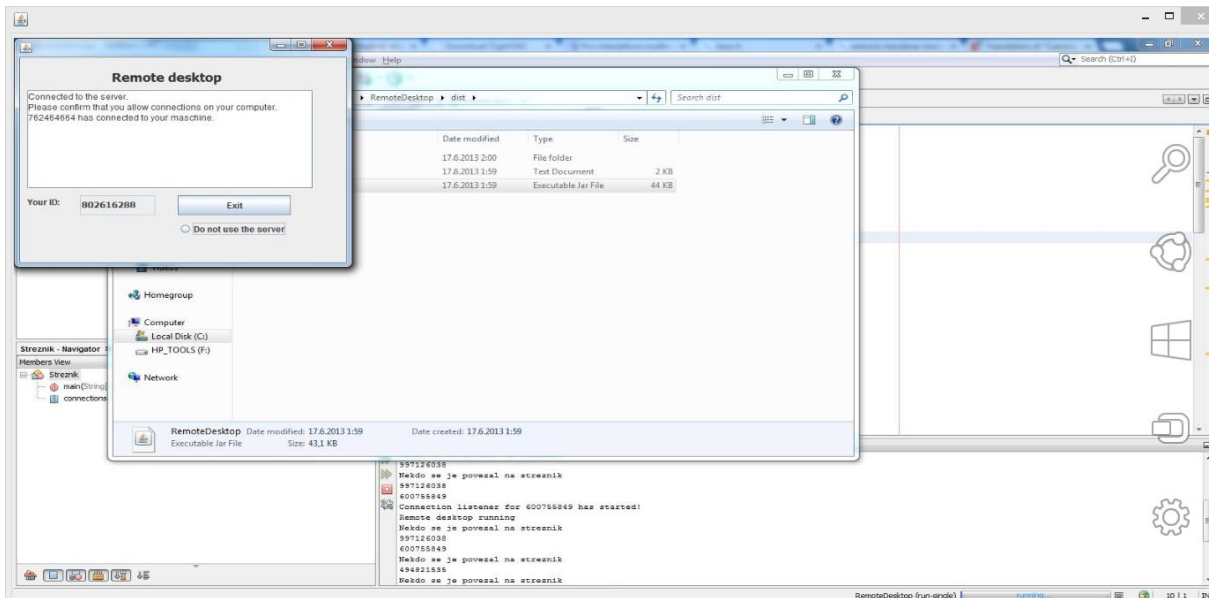 ndow Help
Search (Ctrl+I)
Remote desktop
Connected to the server.
Please confirm that you allow connections on your computer.
762464664 has connected to your maschine.
Your ID: 802616288 Exit
Do not use the server
RemoteDesktop dist Search dist
Date modified Type Size
17.6.2013 2:00 File folder
17.6.2013 1:59 Text Document 2 KB
17.6.2013 1:59 Executable Jar File 44 KB
Videos
Homegroup
Computer
Local Disk (C:)
HP_TOOLS (F:)
Network
RemoteDesktop Date modified: 17.6.2013 1:59 Date created: 17.6.2013 1:59
Executable Jar File Size: 43,1 KB
Streznik - Navigator
Members View
Streznik
main(String[
connections
997126038
Nekdo se je povezal na streznik
997126038
600755849
Connection listener for 600755849 has started!
Remote desktop running
Nekdo se je povezal na streznik
997126038
600755849
Nekdo se je povezal na streznik
494821535
Nekdo se je povezal na streznik
RemoteDesktop (run-single) running... 10 | 1 IN